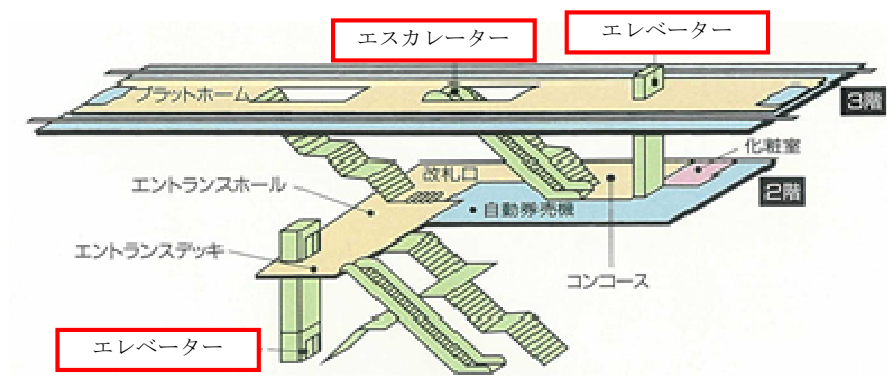 エスカレーター
エレベーター
プラットホーム
3階
化粧室
改札口
エントランスホール
2階
自動券売機
エントランスデッキ
コンコース
エレベーター